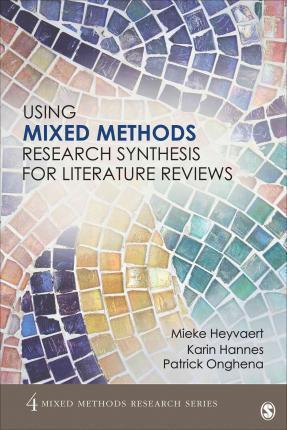 USING
MIXED METHODS
RESEARCH SYNTHESIS
FOR LITERATURE REVIEWS
Mieke Heyvaert
Karin Hannes
Patrick Onghena
4 MIXED METHODS RESEARCH SERIES